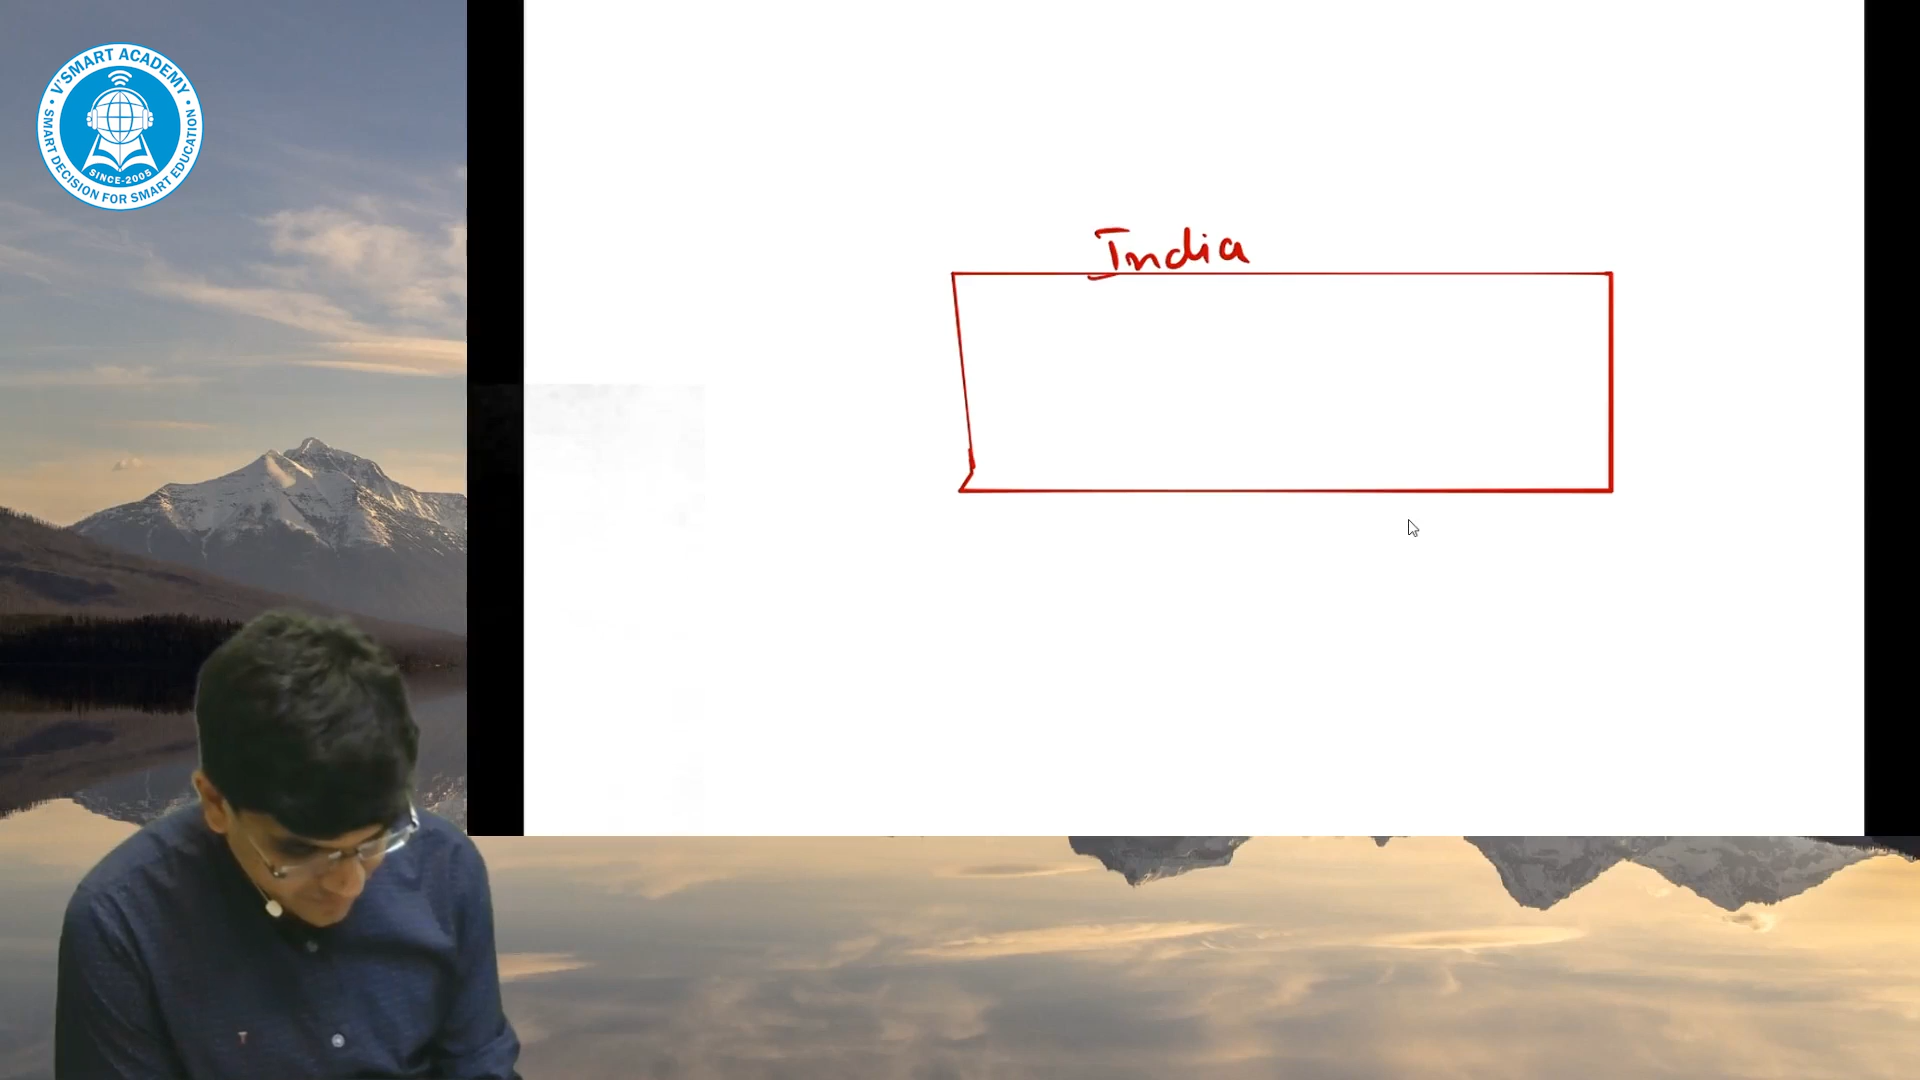 V'SMART ACADEMY
SMART DECISION FOR SMART EDUCATION
SINCE-2005
India